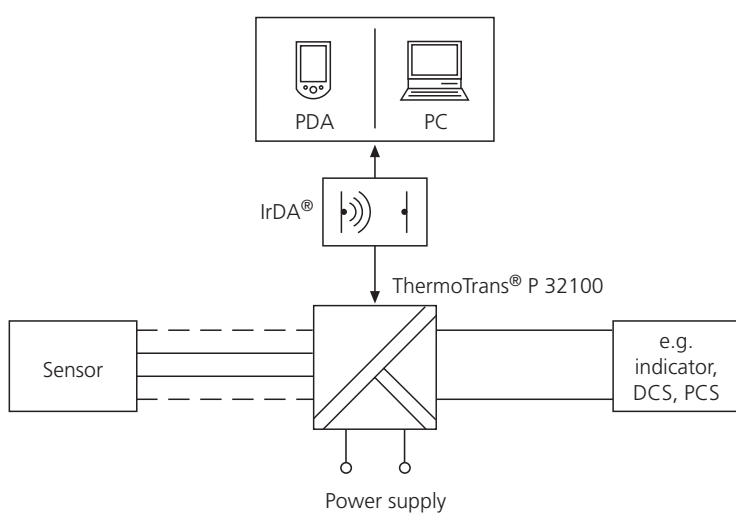 PDA
PC
IrDA®
ThermoTrans® P 32100
Sensor
e.g.
indicator,
DCS, PCS
Power supply